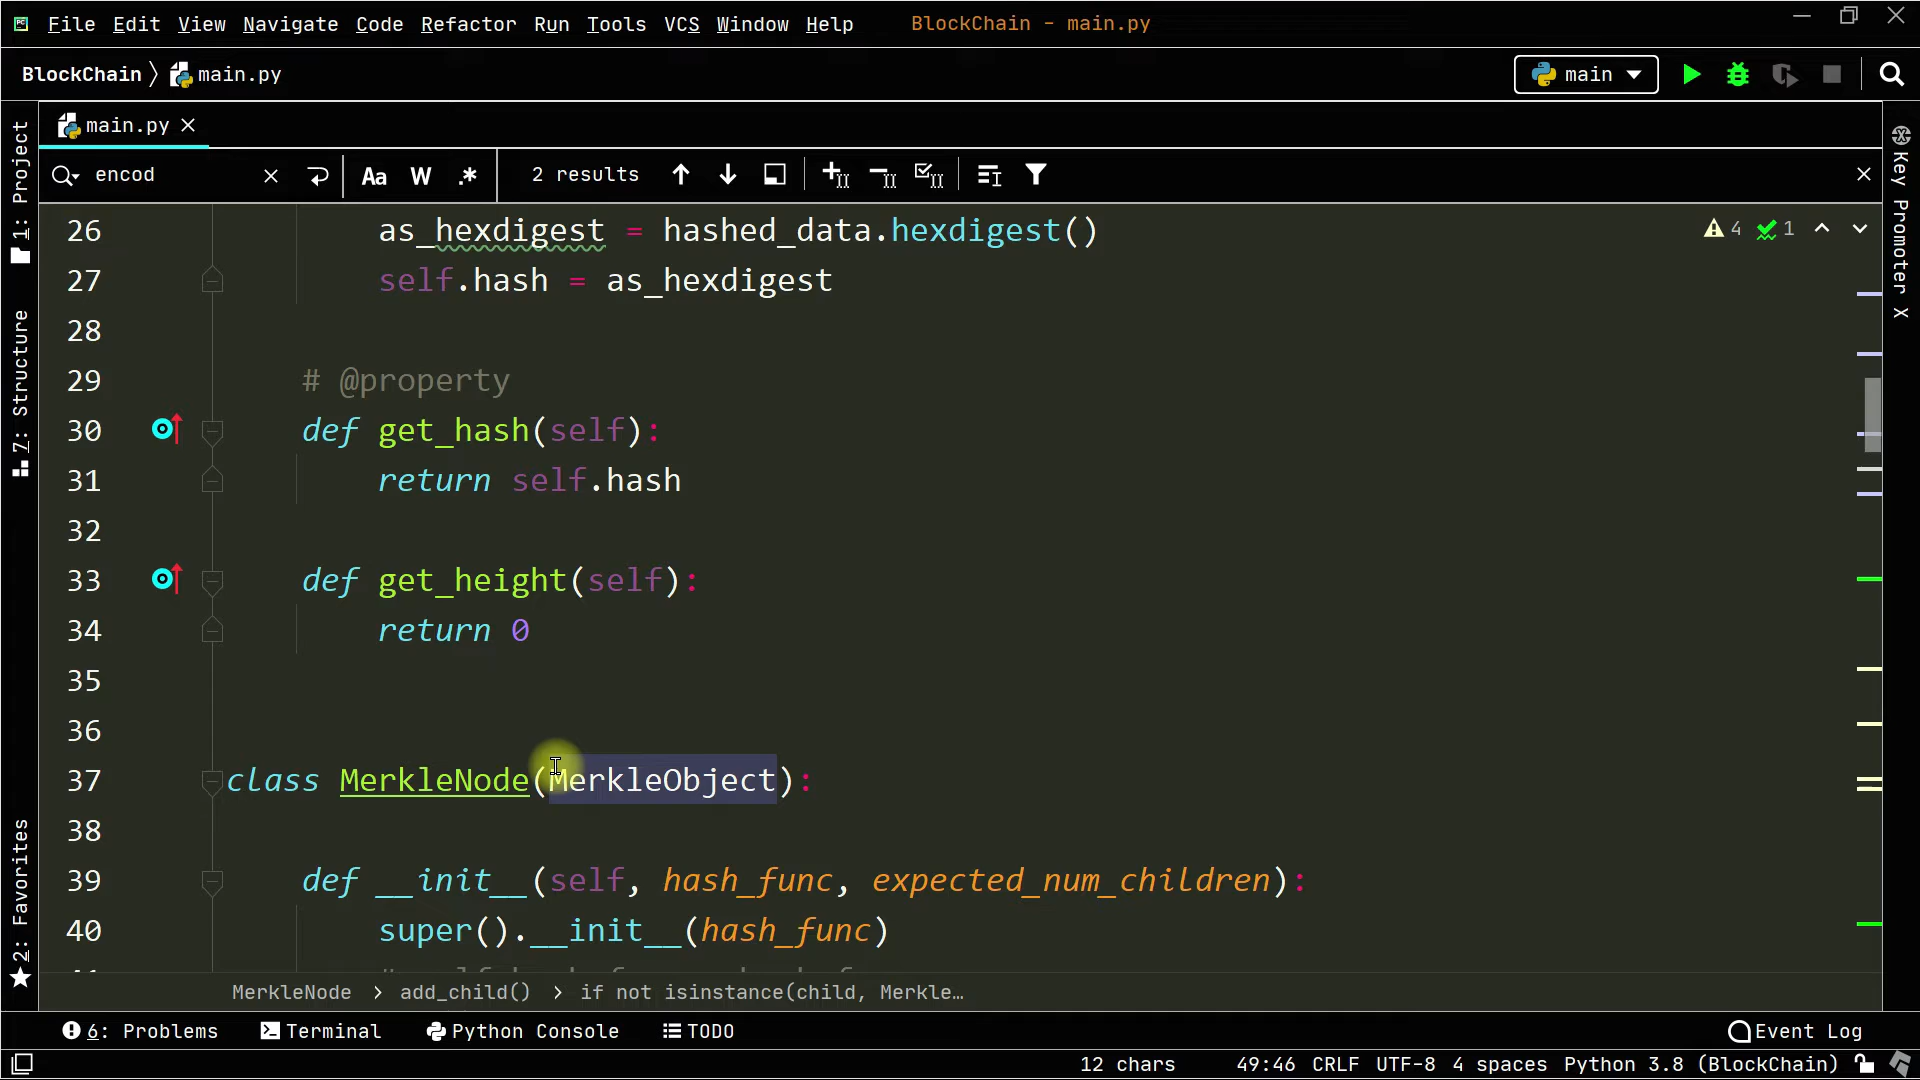 File Edit View Navigate Code Refactor Run Tools VCS Window Help BlockChain - main.py
BlockChain main.py main
main.py
encod Aa W .* 2 results
26 as_hexdigest = hashed_data.hexdigest() 4 1
27 self.hash = as_hexdigest
28
29 # @property
30 def get_hash(self):
31 return self.hash
32
33 def get_height(self):
34 return 0
35
36
37 class MerkleNode(MerkleObject):
38
39 def __init__(self, hash_func, expected_num_children):
40 super().__init__(hash_func)
MerkleNode > add_child() > if not isinstance(child, Merkle…
6: Problems Terminal Python Console TODO Event Log
12 chars 49:46 CRLF UTF-8 4 spaces Python 3.8 (BlockChain)
1: Project
7: Structure
2: Favorites
Key Promoter X